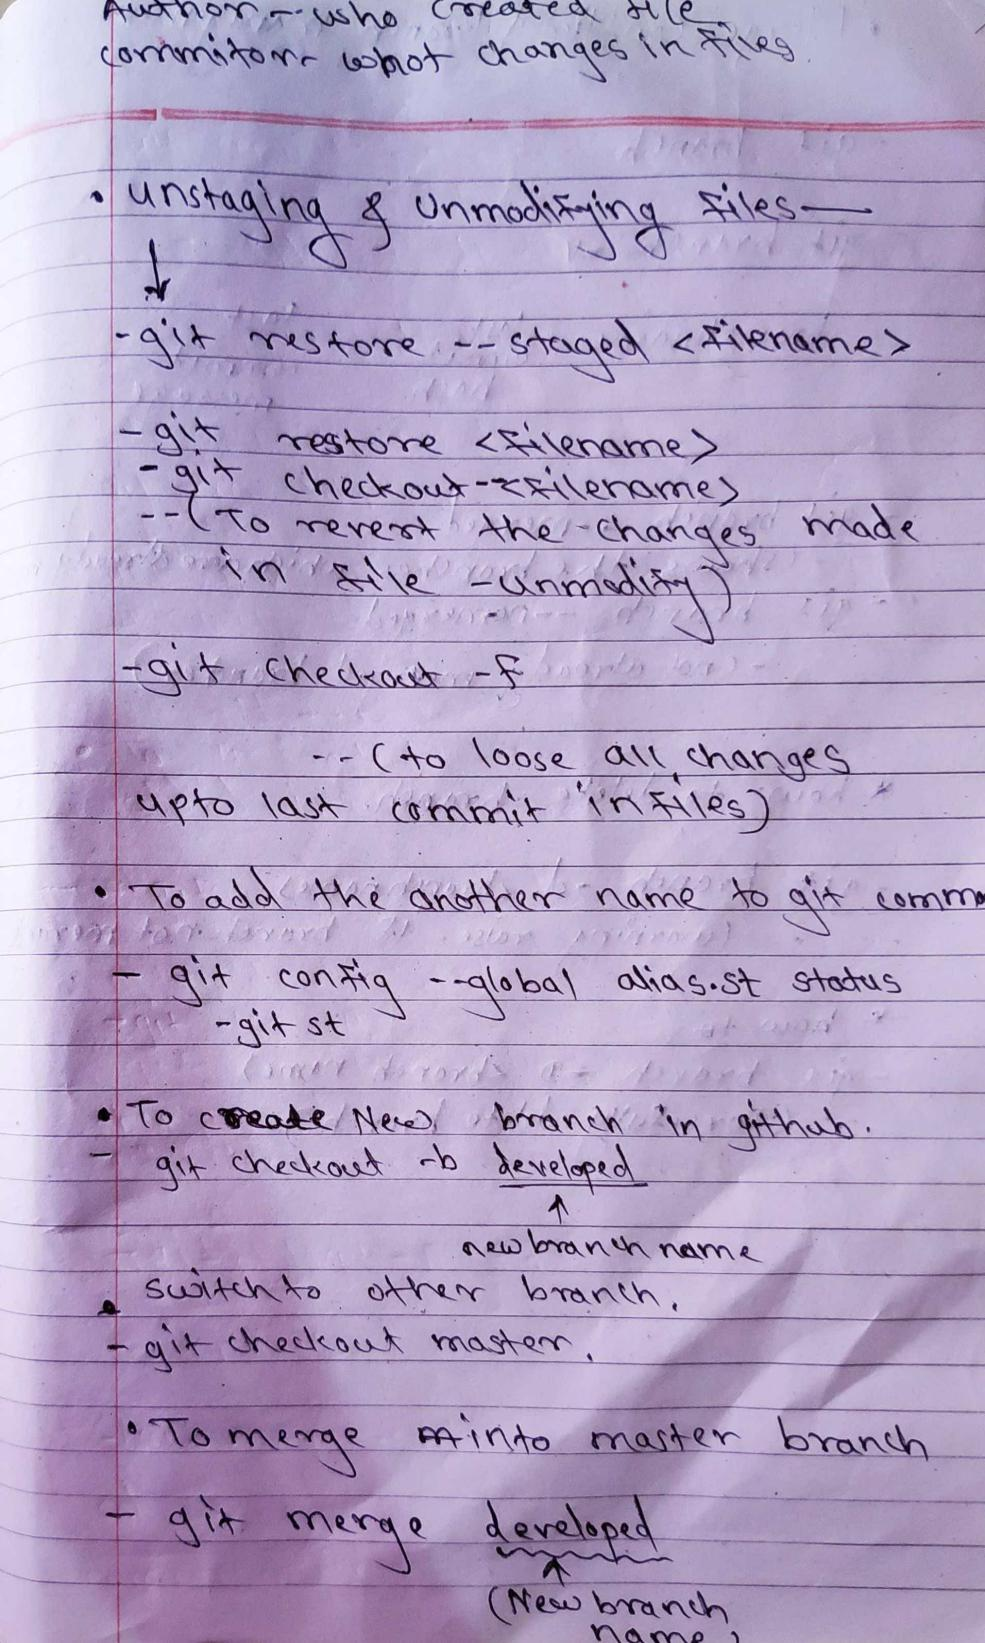 Author - who created file
commitor - what changes in files.
• unstaging & unmodifying files —
↓
- git restore --staged <filename>
- git restore <filename>
- git checkout --<filename>
--(To revert the changes made
in file - unmodify)
- git checkout -f
-- (to loose all changes
upto last commit in files)
• To add the another name to git comm
- git config --global alias.st status
- git st
• To create New branch in github.
- git checkout -b developed
↑
new branch name
• switch to other branch.
- git checkout master.
• To merge into master branch
- git merge developed
↑
(New branch
name)